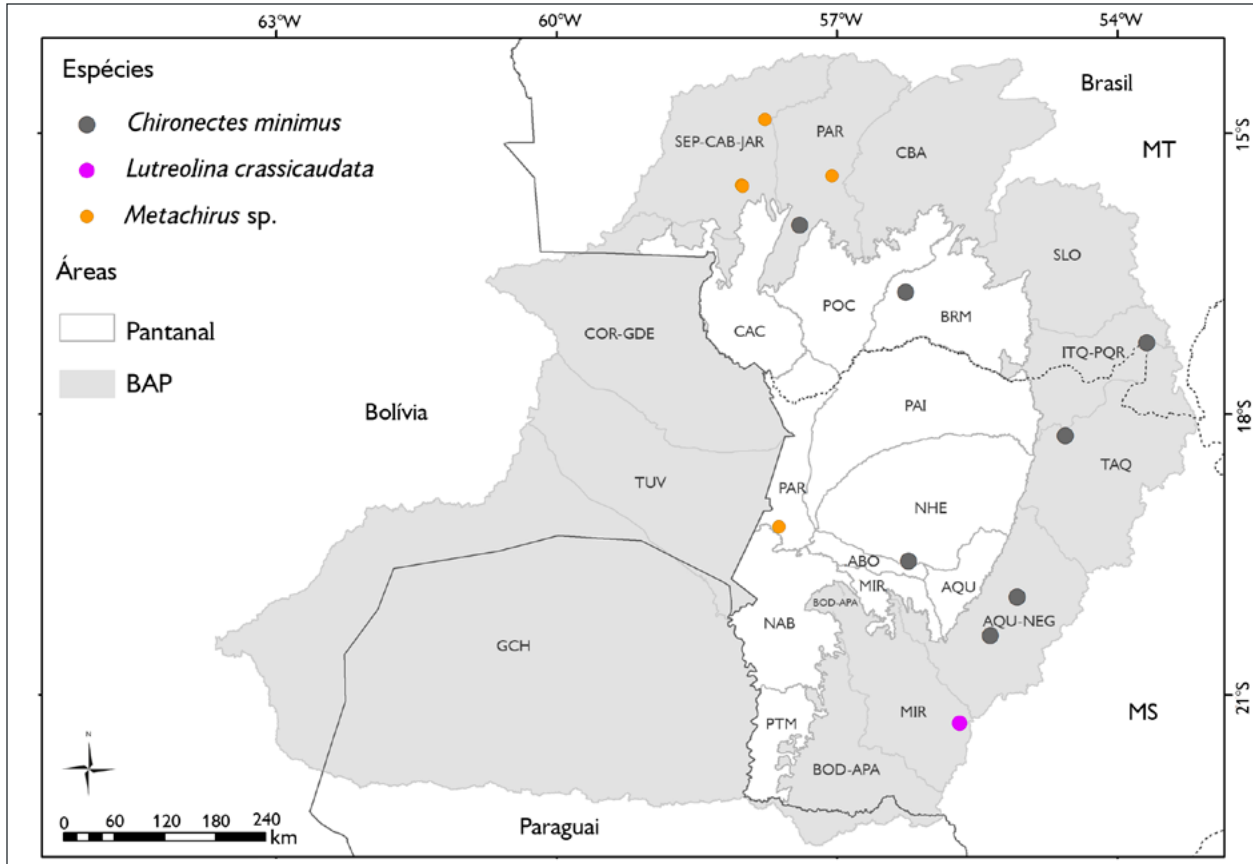 63°W 60°W 57°W 54°W
Espécies
Chironectes minimus
Lutreolina crassicaudata
Metachirus sp.
Áreas
Pantanal
BAP
Brasil
MT
15°S
SEP-CAB-JAR
PAR
CBA
SLO
POC
BRM
CAC
COR-GDE
ITQ-PQR
Bolívia
PAI
18°S
TAQ
TUV
PAR
NHE
ABO
MIR
AQU
BOD-APA
AQU-NEG
NAB
GCH
21°S
MS
MIR
PTM
BOD-APA
N
0 30 60 120 180 240
km
Paraguai